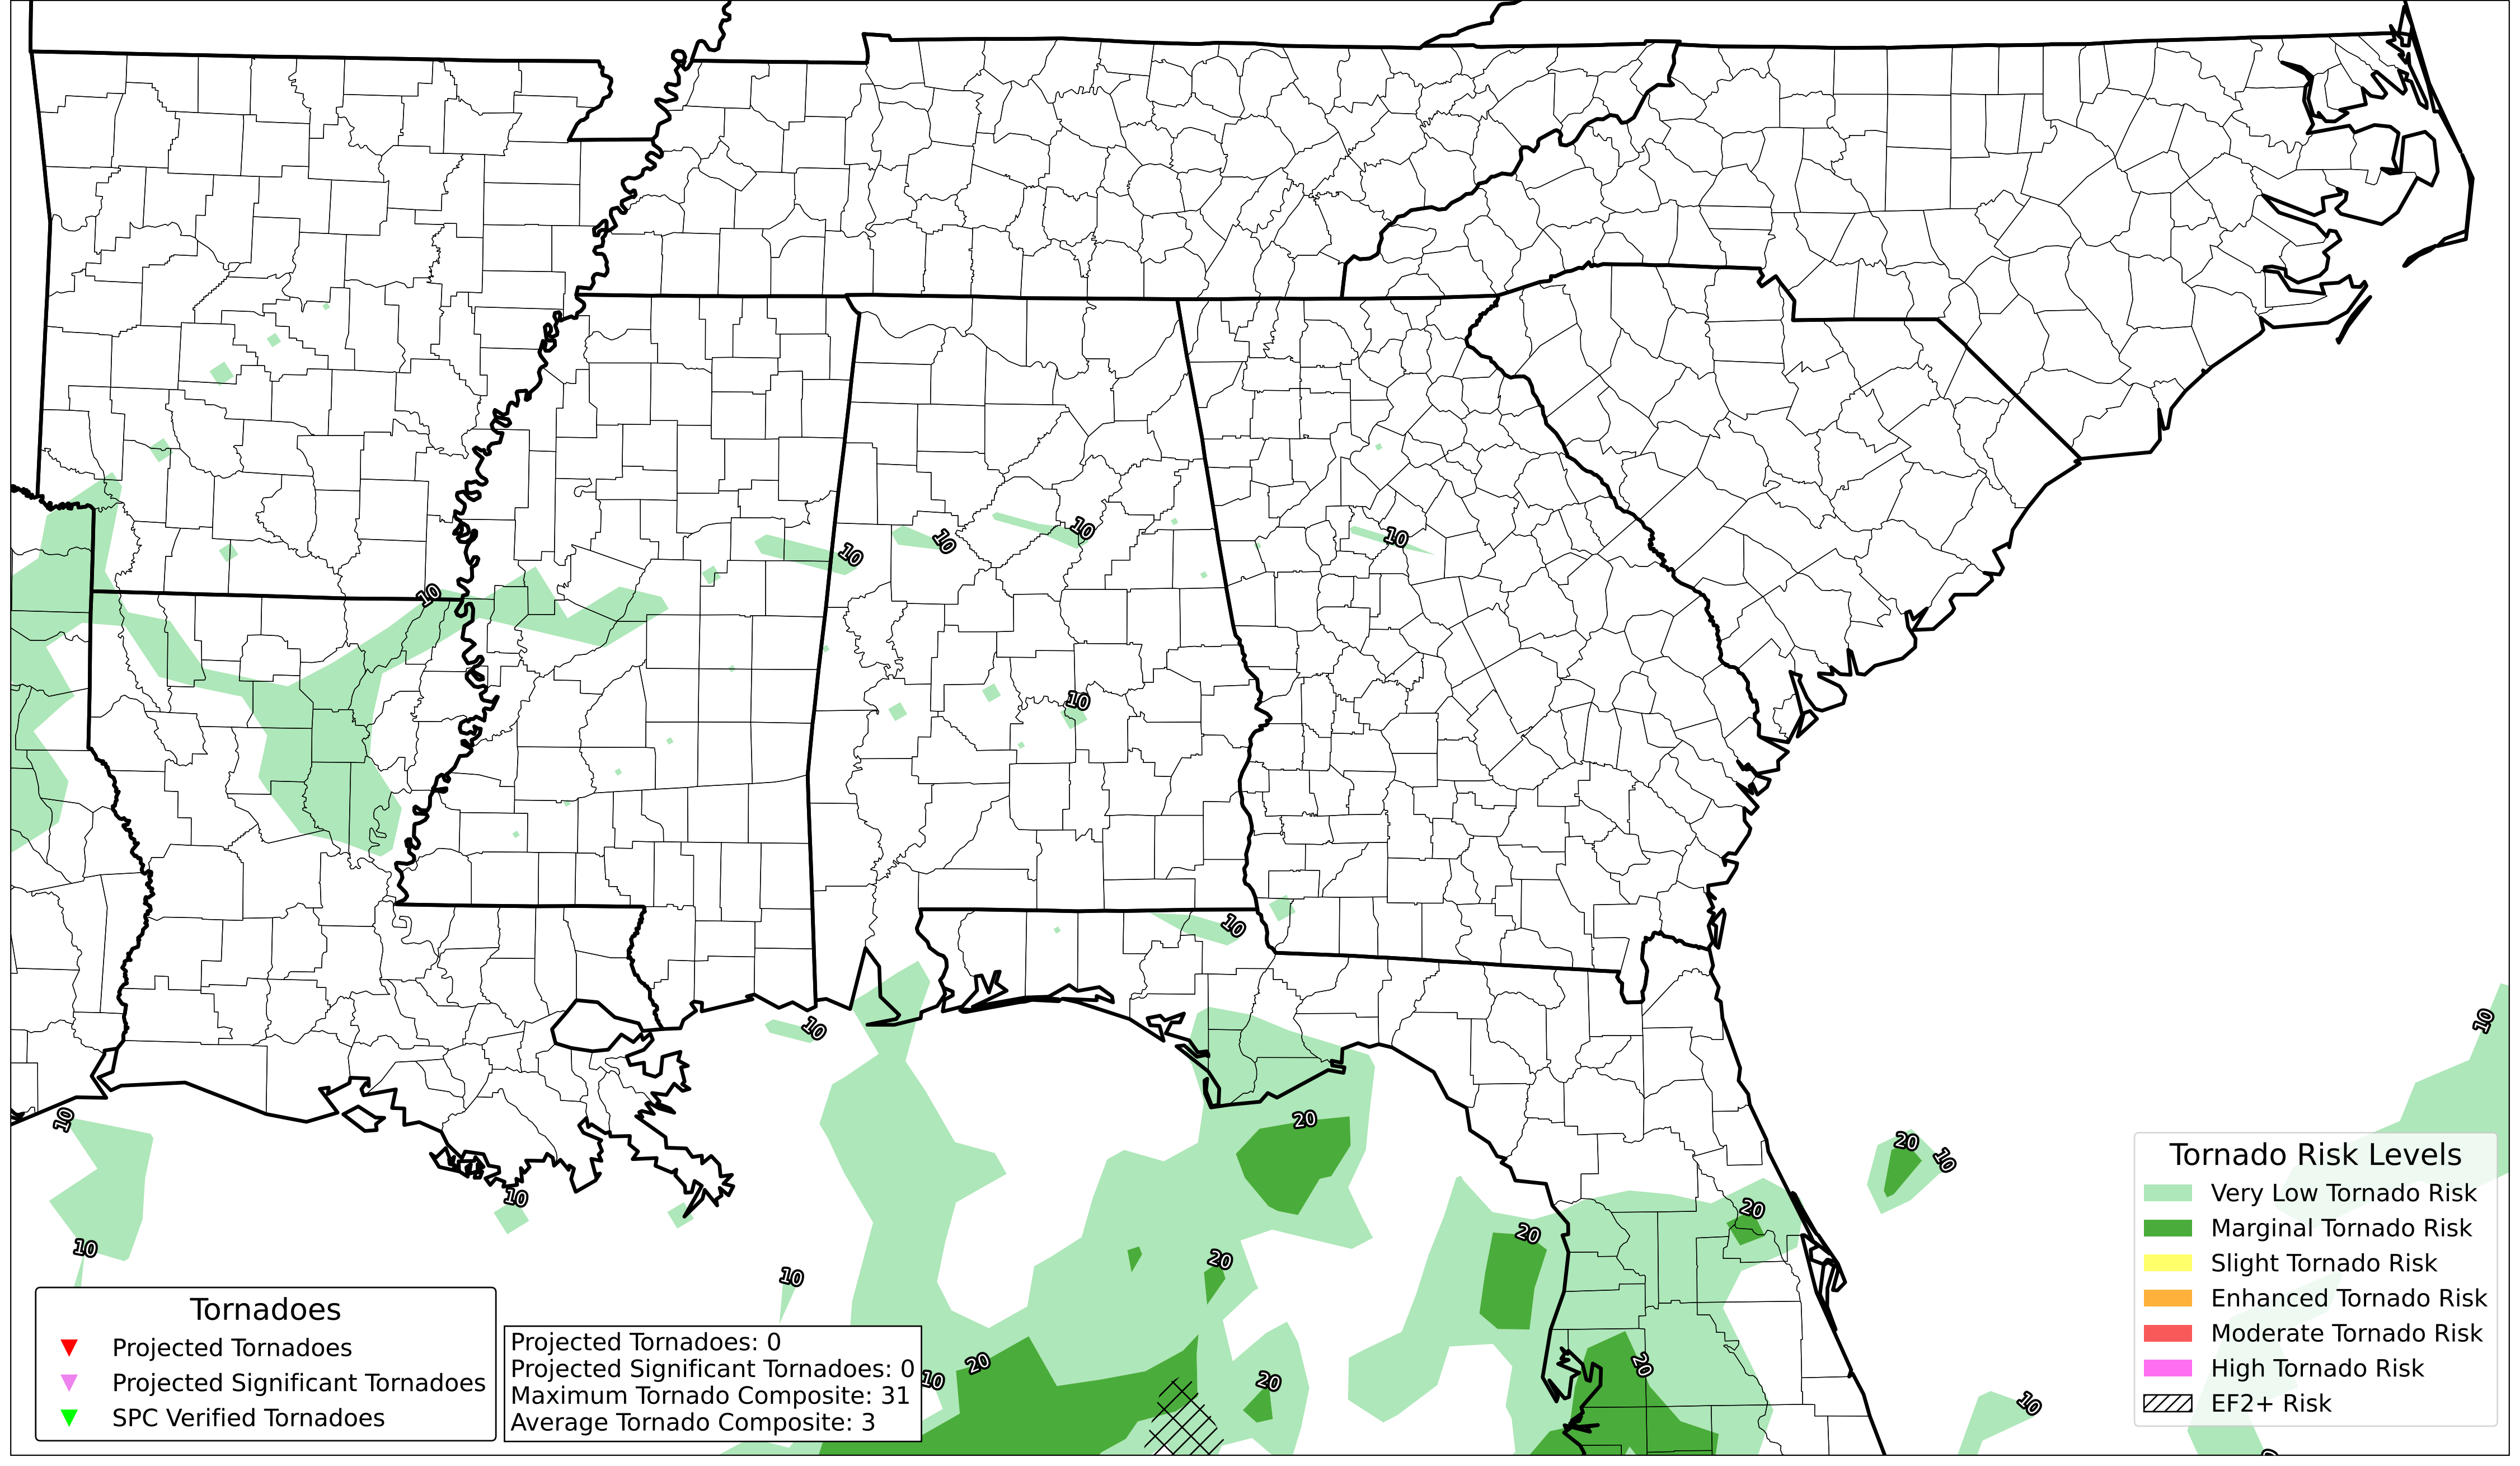 10
10
10
10
10
10
10
10
10
10
10
20
20
10
10
10
20
20
20
10
10
20
20
10
20
10
Tornado Risk Levels
Very Low Tornado Risk
Marginal Tornado Risk
Slight Tornado Risk
Enhanced Tornado Risk
Moderate Tornado Risk
High Tornado Risk
EF2+ Risk
Tornadoes
Projected Tornadoes
Projected Significant Tornadoes
SPC Verified Tornadoes
Projected Tornadoes: 0
Projected Significant Tornadoes: 0
Maximum Tornado Composite: 31
Average Tornado Composite: 3